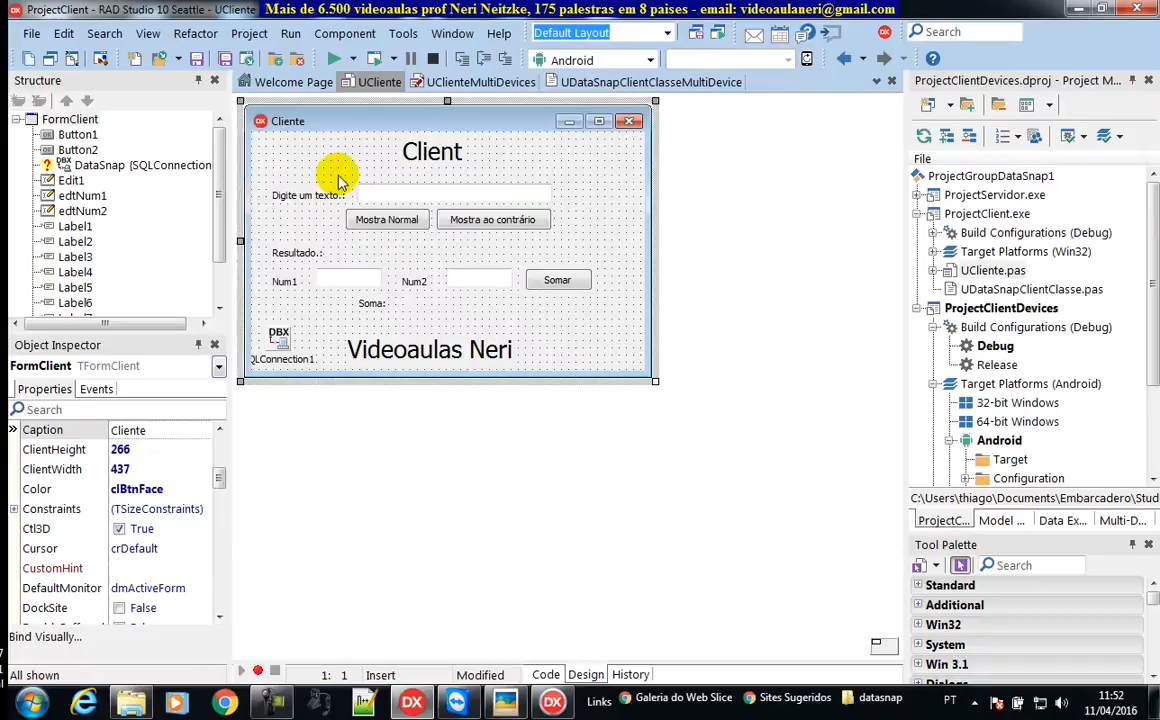 ProjectClient - RAD Studio 10 Seattle - UCliente
Mais de 6.500 videoaulas prof Neri Neitzke, 175 palestras em 8 paises - email: videoaulaneri@gmail.com
File Edit Search View Refactor Project Run Component Tools Window Help
Default Layout
Search
Android
Structure
Welcome Page UCliente UClienteMultiDevices UDataSnapClientClasseMultiDevice
ProjectClientDevices.dproj - Project M...
FormClient
Button1
Button2
DataSnap {SQLConnection
Edit1
edtNum1
edtNum2
Label1
Label2
Label3
Label4
Label5
Label6
Cliente
Client
Digite um texto.:
Mostra Normal Mostra ao contrário
Resultado.:
Num1 Num2 Somar
Soma:
DBX
QLConnection1
Videoaulas Neri
Object Inspector
FormClient TFormClient
Properties Events
Search
Caption Cliente
ClientHeight 266
ClientWidth 437
Color clBtnFace
Constraints (TSizeConstraints)
Ctl3D True
Cursor crDefault
CustomHint
DefaultMonitor dmActiveForm
DockSite False
Bind Visually...
All shown
1: 1 Insert Modified Code Design History
File
ProjectGroupDataSnap1
ProjectServidor.exe
ProjectClient.exe
Build Configurations (Debug)
Target Platforms (Win32)
UCliente.pas
UDataSnapClientClasse.pas
ProjectClientDevices
Build Configurations (Debug)
Debug
Release
Target Platforms (Android)
32-bit Windows
64-bit Windows
Android
Target
Configuration
C:\Users\thiago\Documents\Embarcadero\Stud
ProjectC... Model ... Data Ex... Multi-D...
Tool Palette
Search
Standard
Additional
Win32
System
Win 3.1
Links Galeria do Web Slice Sites Sugeridos datasnap
PT
11:52
11/04/2016